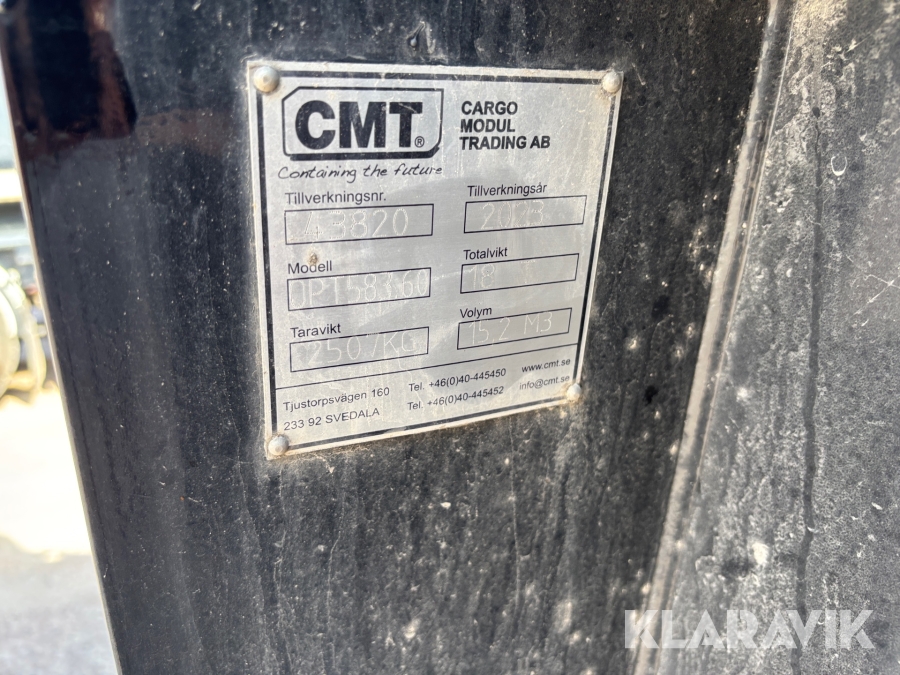 CMT®
CARGO
MODUL
TRADING AB
Containing the future
Tillverkningsnr.
Tillverkningsår
43820
Modell
Totalvikt
18
Taravikt
Volym
15.2 M3
Tjustorpsvägen 160
233 92 SVEDALA
Tel. +46(0)40-445450
Tel. +46(0)40-445452
www.cmt.se
info@cmt.se
KLARAVIK